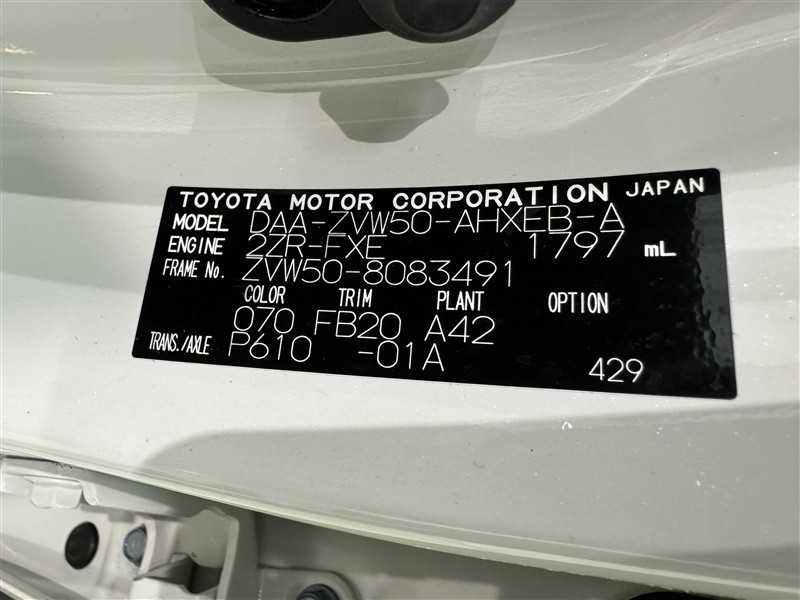 TOYOTA MOTOR CORPORATION JAPAN
MODEL DAA-ZVW50-AHXEB-A
ENGINE 2ZR-FXE 1797 mL
FRAME No. ZVW50-8083491
COLOR TRIM PLANT OPTION
070 FB20 A42
TRANS./AXLE P610 -01A 429